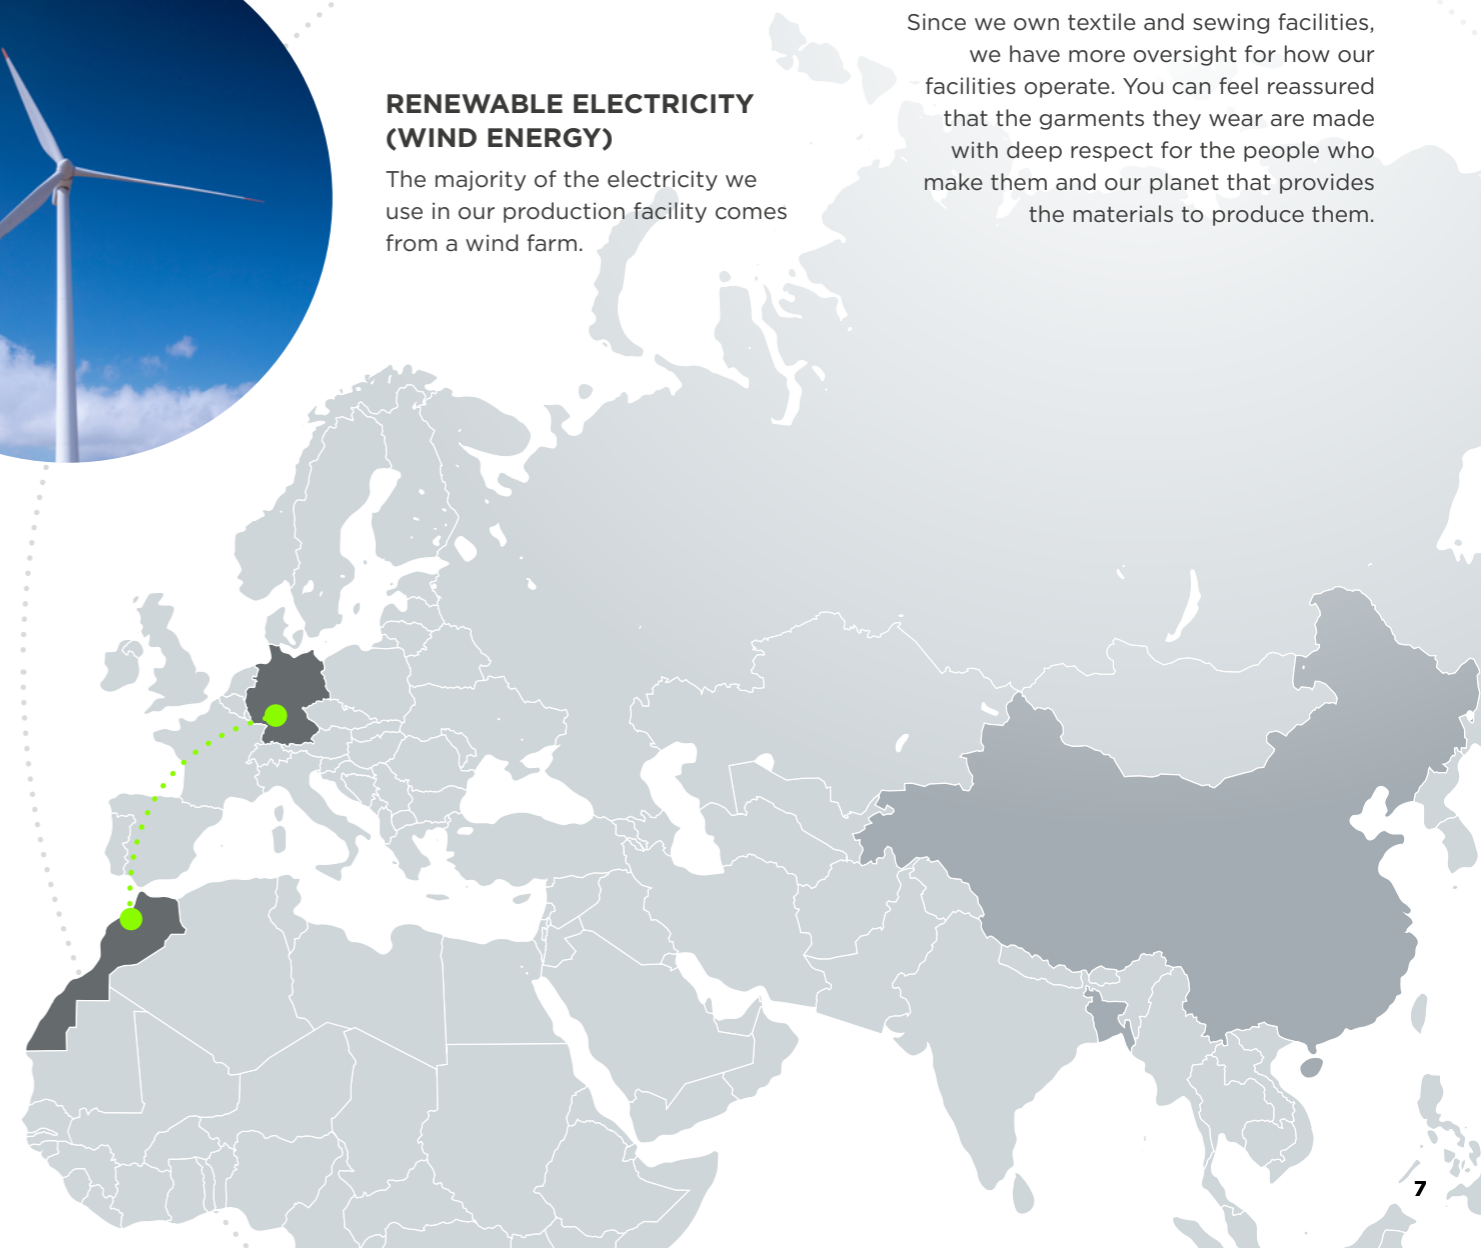 RENEWABLE ELECTRICITY
(WIND ENERGY)
The majority of the electricity we
use in our production facility comes
from a wind farm.
Since we own textile and sewing facilities,
we have more oversight for how our
facilities operate. You can feel reassured
that the garments they wear are made
with deep respect for the people who
make them and our planet that provides
the materials to produce them.
7